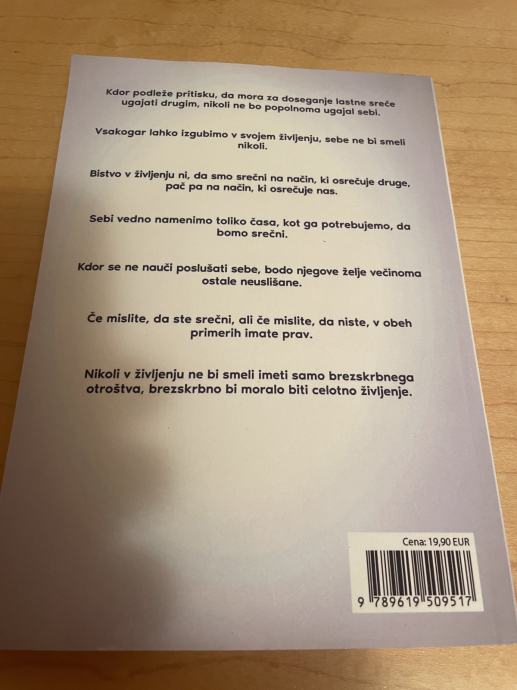 Kdor podleže pritisku, da mora za doseganje lastne sreče
ugajati drugim, nikoli ne bo popolnoma ugajal sebi.
Vsakogar lahko izgubimo v svojem življenju, sebe ne bi smeli
nikoli.
Bistvo v življenju ni, da smo srečni na način, ki osrečuje druge,
pač pa na način, ki osrečuje nas.
Sebi vedno namenimo toliko časa, kot ga potrebujemo, da
bomo srečni.
Kdor se ne nauči poslušati sebe, bodo njegove želje večinoma
ostale neuslišane.
Če mislite, da ste srečni, ali če mislite, da niste, v obeh
primerih imate prav.
Nikoli v življenju ne bi smeli imeti samo brezskrbnega
otroštva, brezskrbno bi moralo biti celotno življenje.
Cena: 19,90 EUR
9 789619 509517